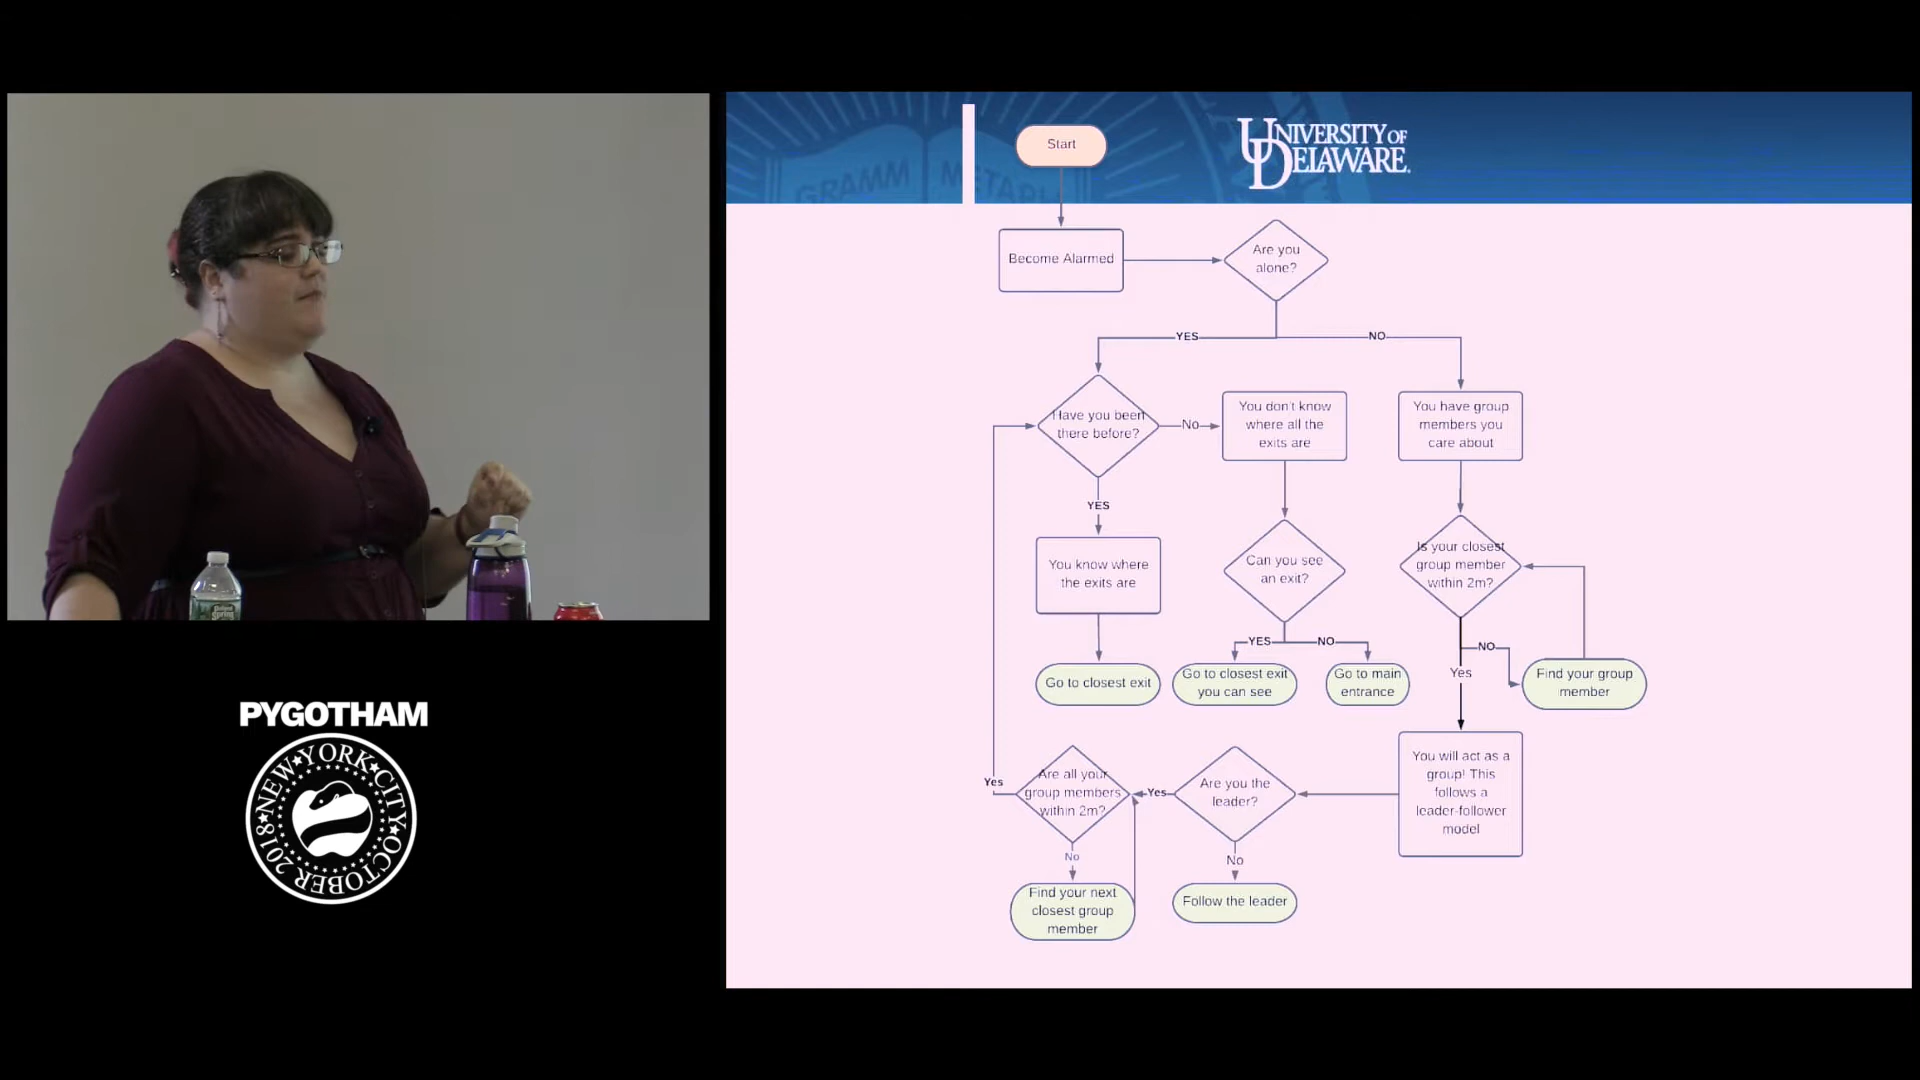 GRAMM METAPH
UNIVERSITY OF
DELAWARE.
Start
Become Alarmed
Are you
alone?
YES
NO
Have you been
there before?
No
You don't know
where all the
exits are
You have group
members you
care about
YES
You know where
the exits are
Can you see
an exit?
Is your closest
group member
within 2m?
YES
NO
NO
Yes
Go to closest exit
Go to closest exit
you can see
Go to main
entrance
Find your group
member
You will act as a
group! This
follows a
leader-follower
model
Are you the
leader?
Yes
Are all your
group members
within 2m?
Yes
No
No
Find your next
closest group
member
Follow the leader
PYGOTHAM
NEW YORK CITY OCTOBER 2018